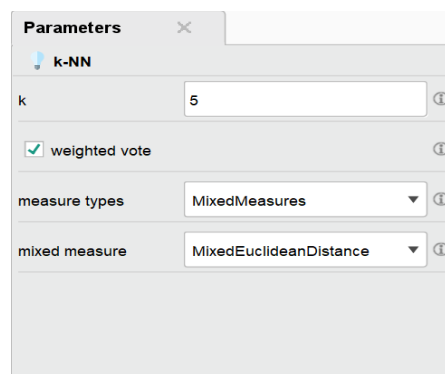 Parameters
k-NN
k 5
weighted vote
measure types MixedMeasures
mixed measure MixedEuclideanDistance